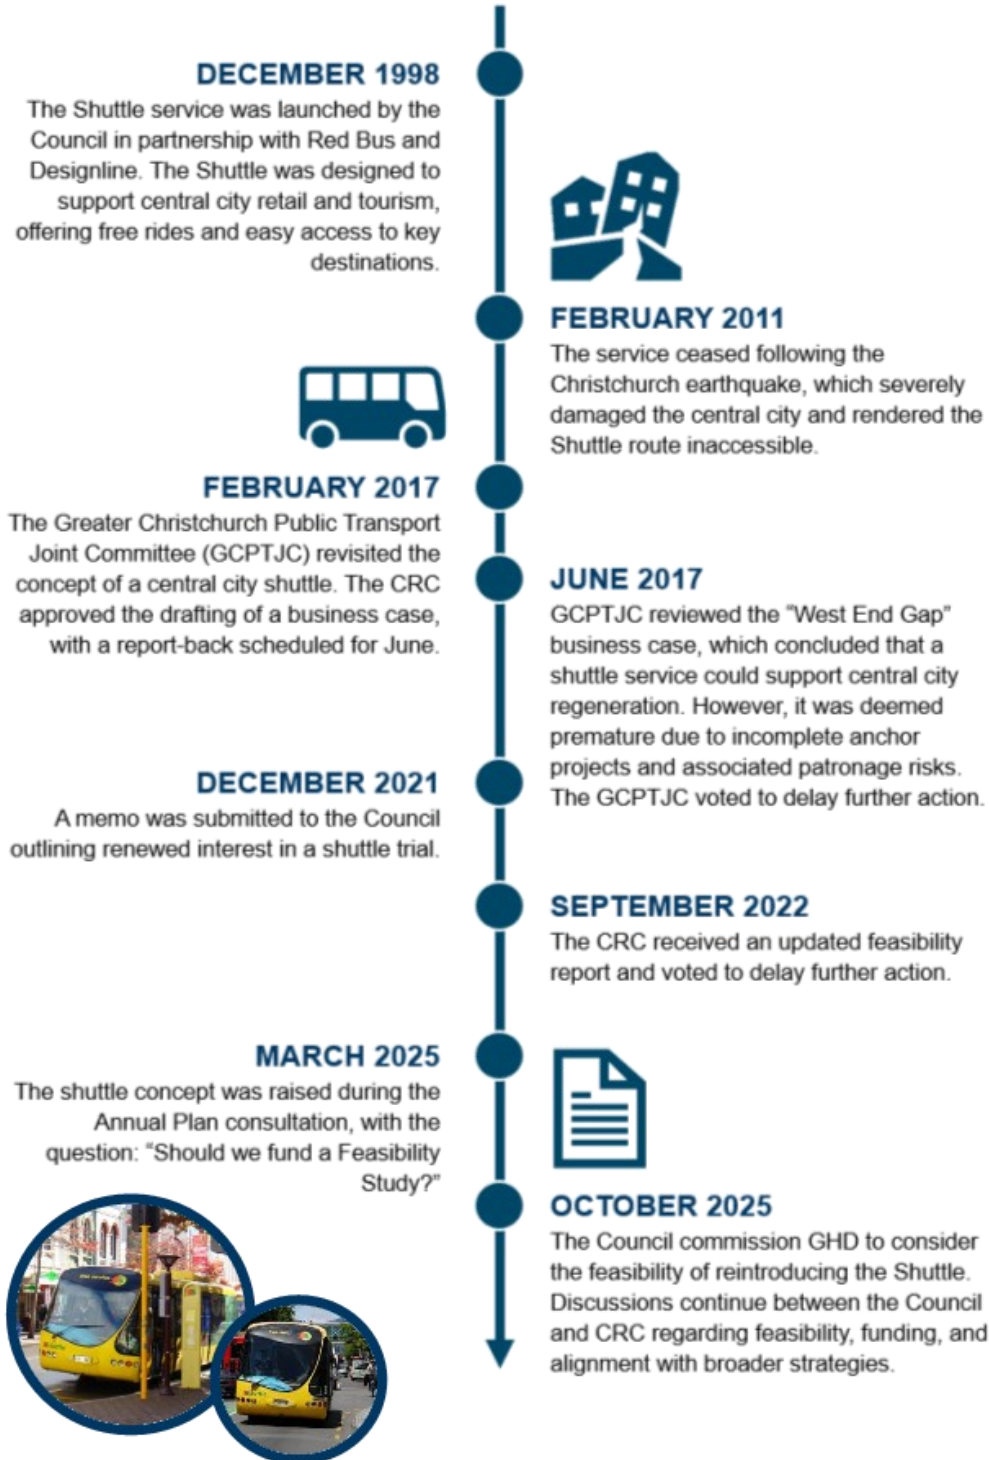 DECEMBER 1998
The Shuttle service was launched by the
Council in partnership with Red Bus and
Designline. The Shuttle was designed to
support central city retail and tourism,
offering free rides and easy access to key
destinations.
FEBRUARY 2011
The service ceased following the
Christchurch earthquake, which severely
damaged the central city and rendered the
Shuttle route inaccessible.
FEBRUARY 2017
The Greater Christchurch Public Transport
Joint Committee (GCPTJC) revisited the
concept of a central city shuttle. The CRC
approved the drafting of a business case,
with a report-back scheduled for June.
JUNE 2017
GCPTJC reviewed the “West End Gap”
business case, which concluded that a
shuttle service could support central city
regeneration. However, it was deemed
premature due to incomplete anchor
projects and associated patronage risks.
The GCPTJC voted to delay further action.
DECEMBER 2021
A memo was submitted to the Council
outlining renewed interest in a shuttle trial.
SEPTEMBER 2022
The CRC received an updated feasibility
report and voted to delay further action.
MARCH 2025
The shuttle concept was raised during the
Annual Plan consultation, with the
question: “Should we fund a Feasibility
Study?”
OCTOBER 2025
The Council commission GHD to consider
the feasibility of reintroducing the Shuttle.
Discussions continue between the Council
and CRC regarding feasibility, funding, and
alignment with broader strategies.